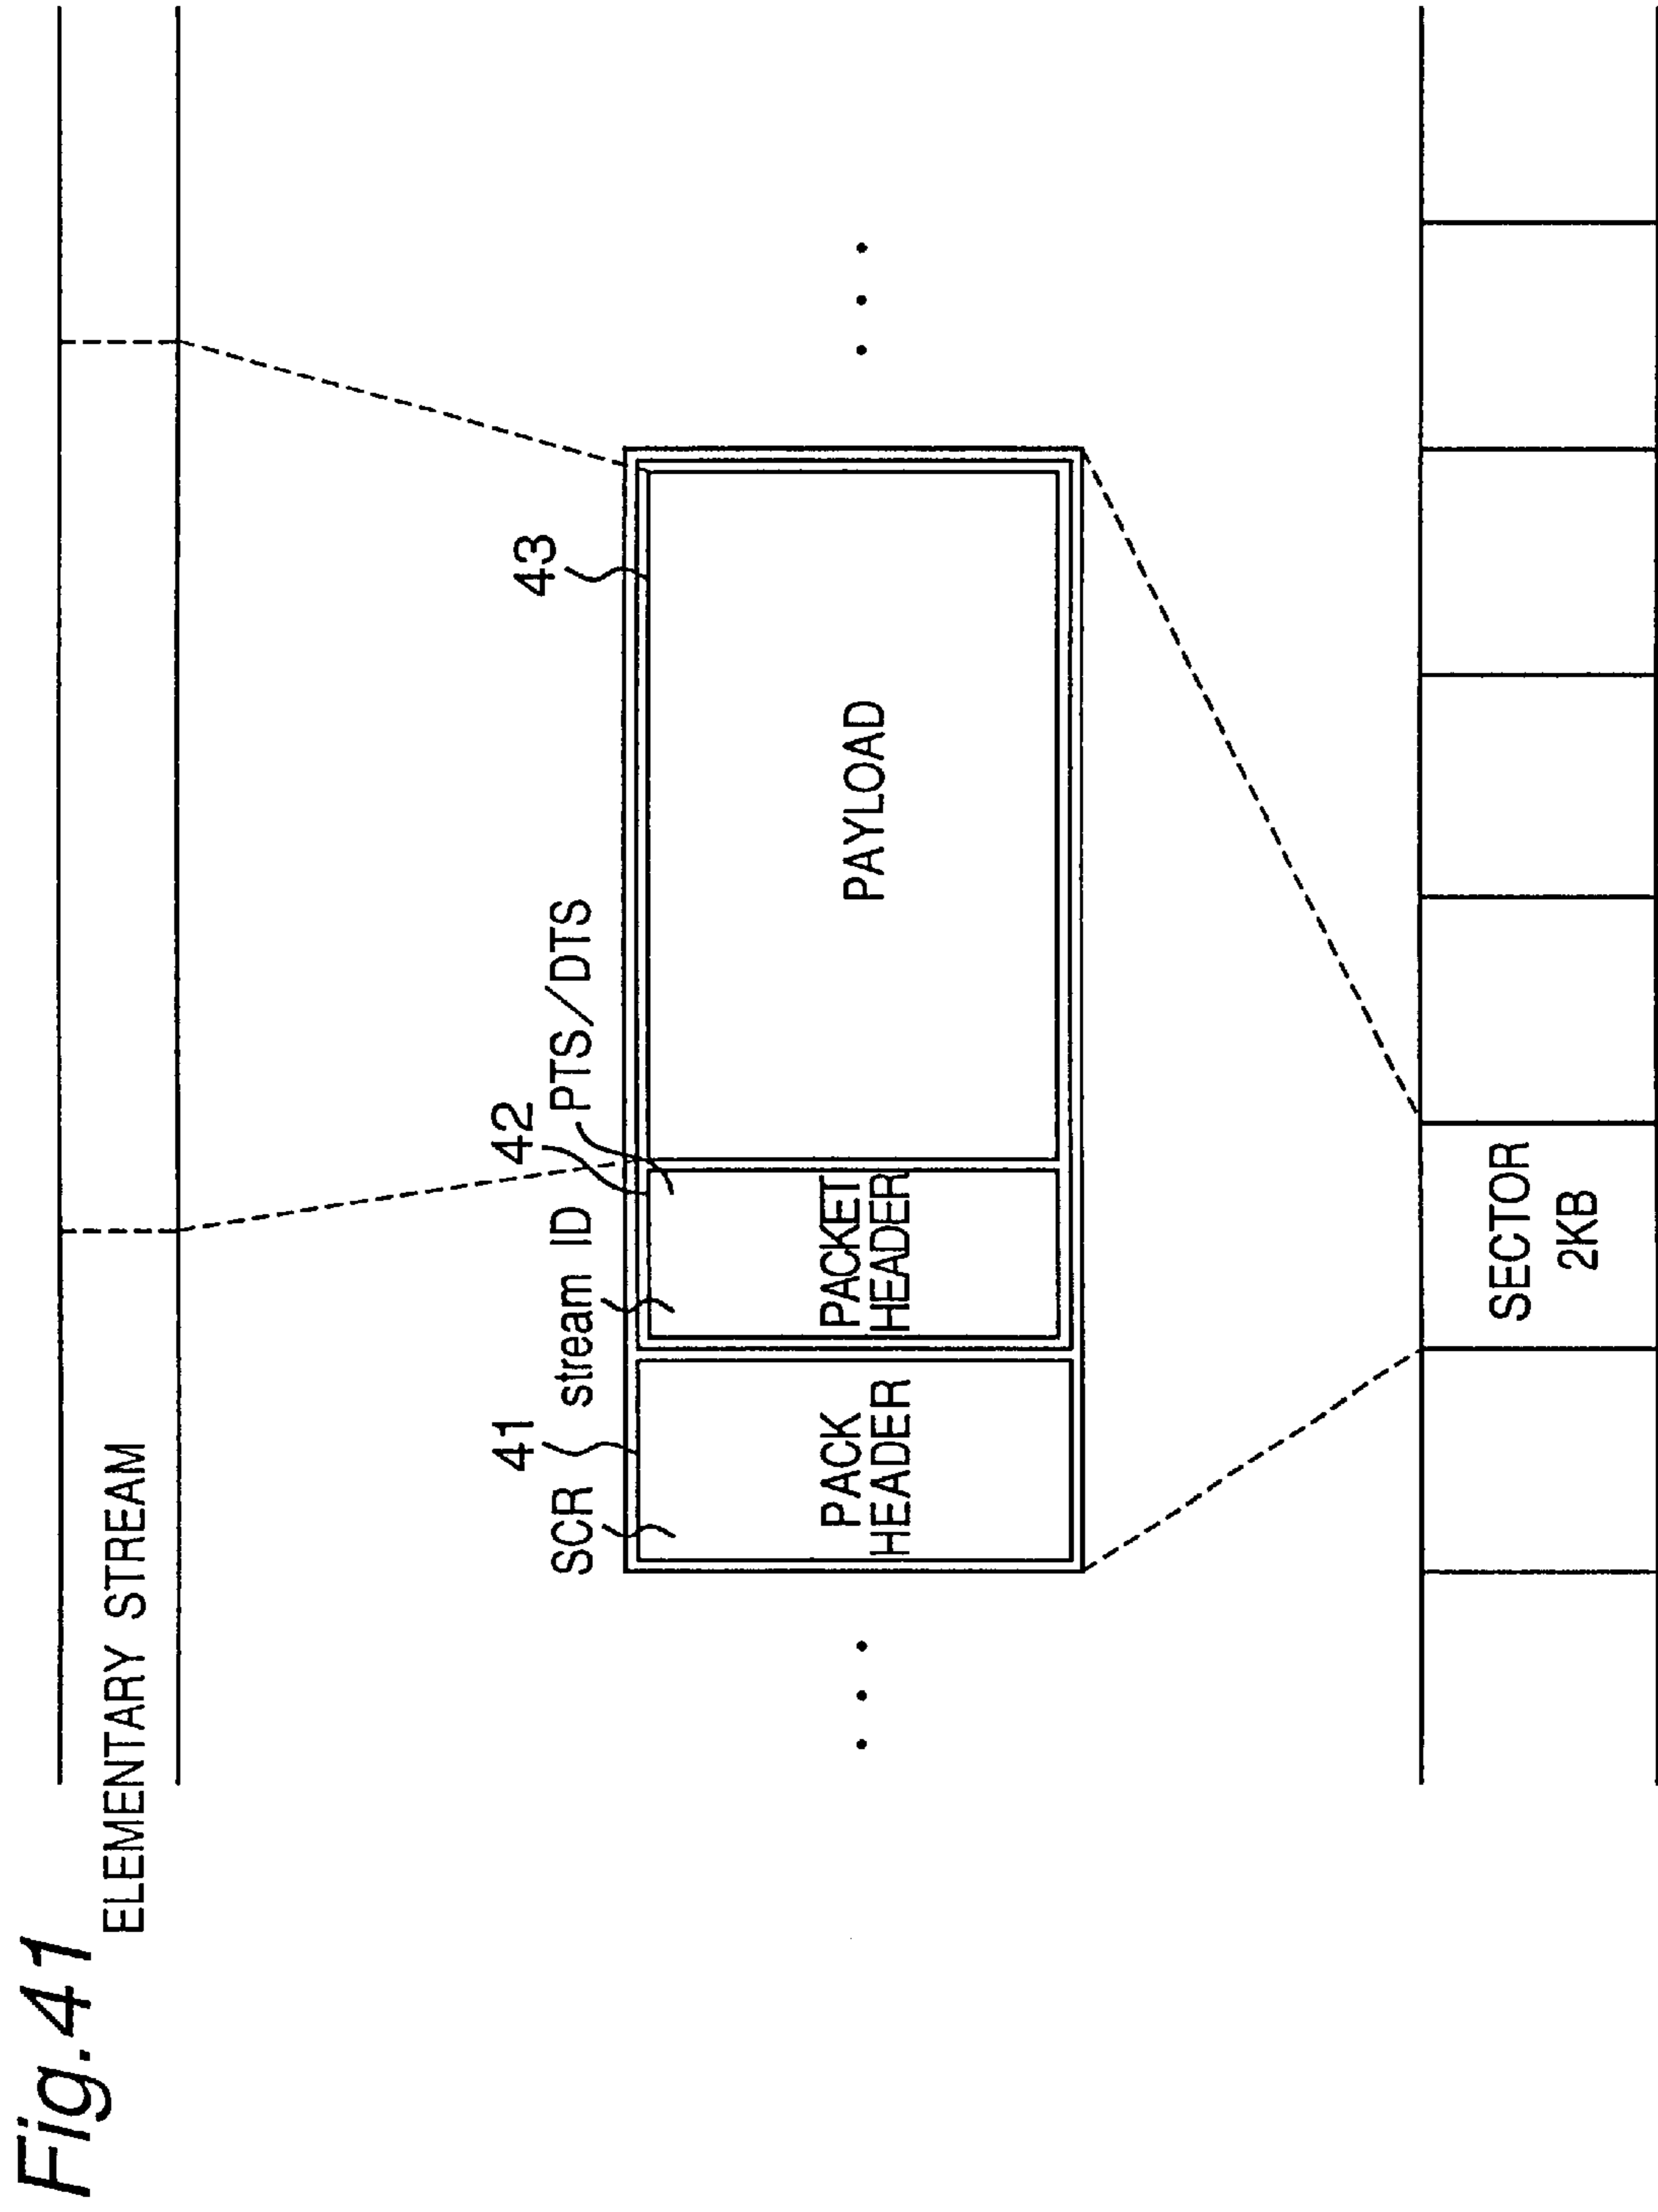 Fig.41
ELEMENTARY STREAM
41
42
43
SCR
stream ID
PTS/DTS
PACK
HEADER
PACKET
HEADER
PAYLOAD
SECTOR
2KB